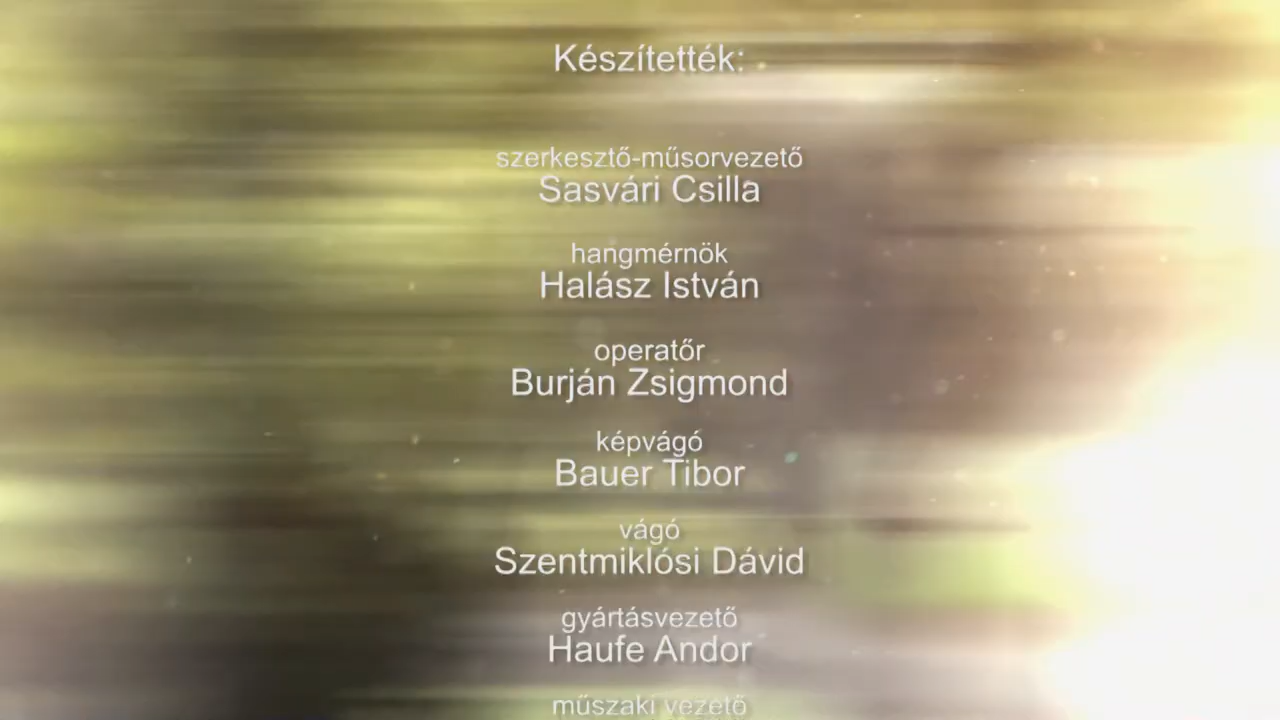 Készítették:
szerkesztő-műsorvezető
Sasvári Csilla
hangmérnök
Halász István
operatőr
Burján Zsigmond
képvágó
Bauer Tibor
vágó
Szentmiklósi Dávid
gyártásvezető
Haufe Andor
műszaki vezető